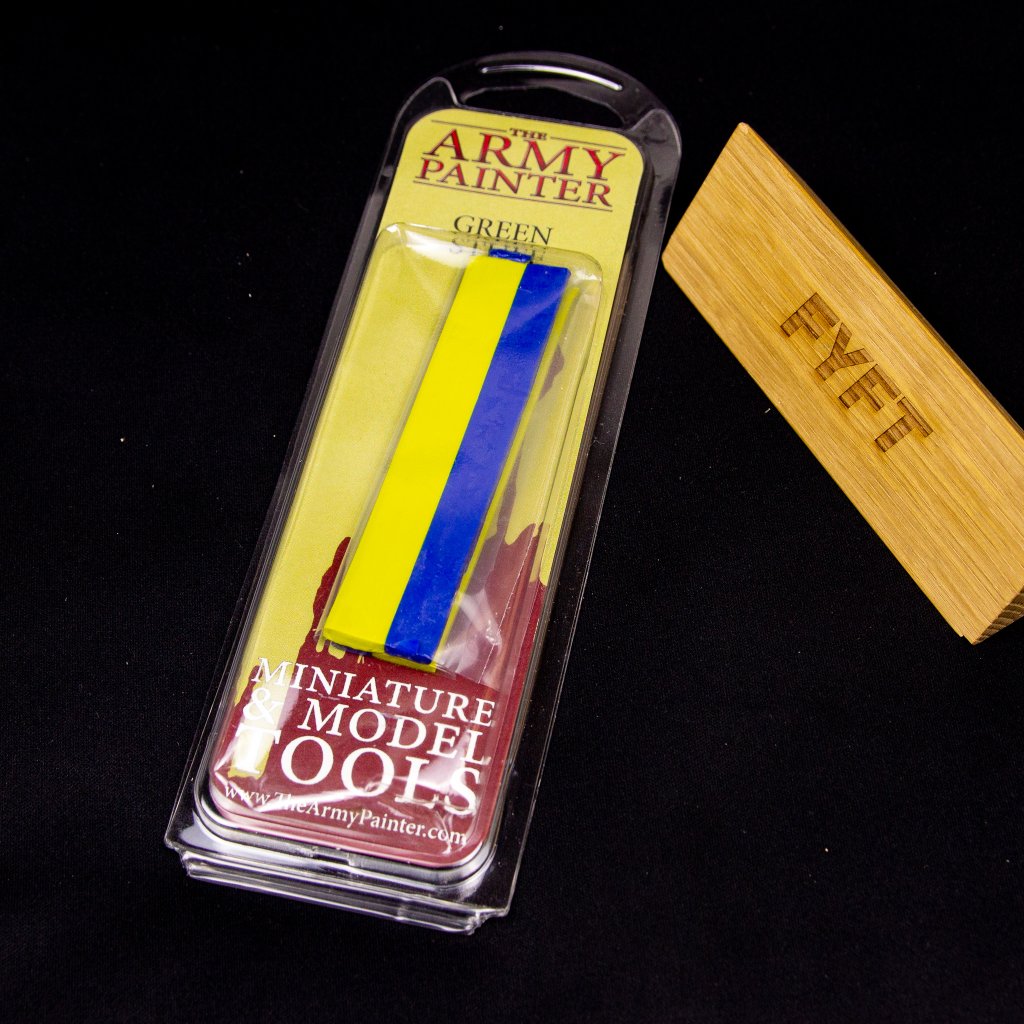 THE
ARMY
PAINTER
GREEN
MINIATURE
& MODEL
TOOLS
www.TheArmyPainter.com
FYFT